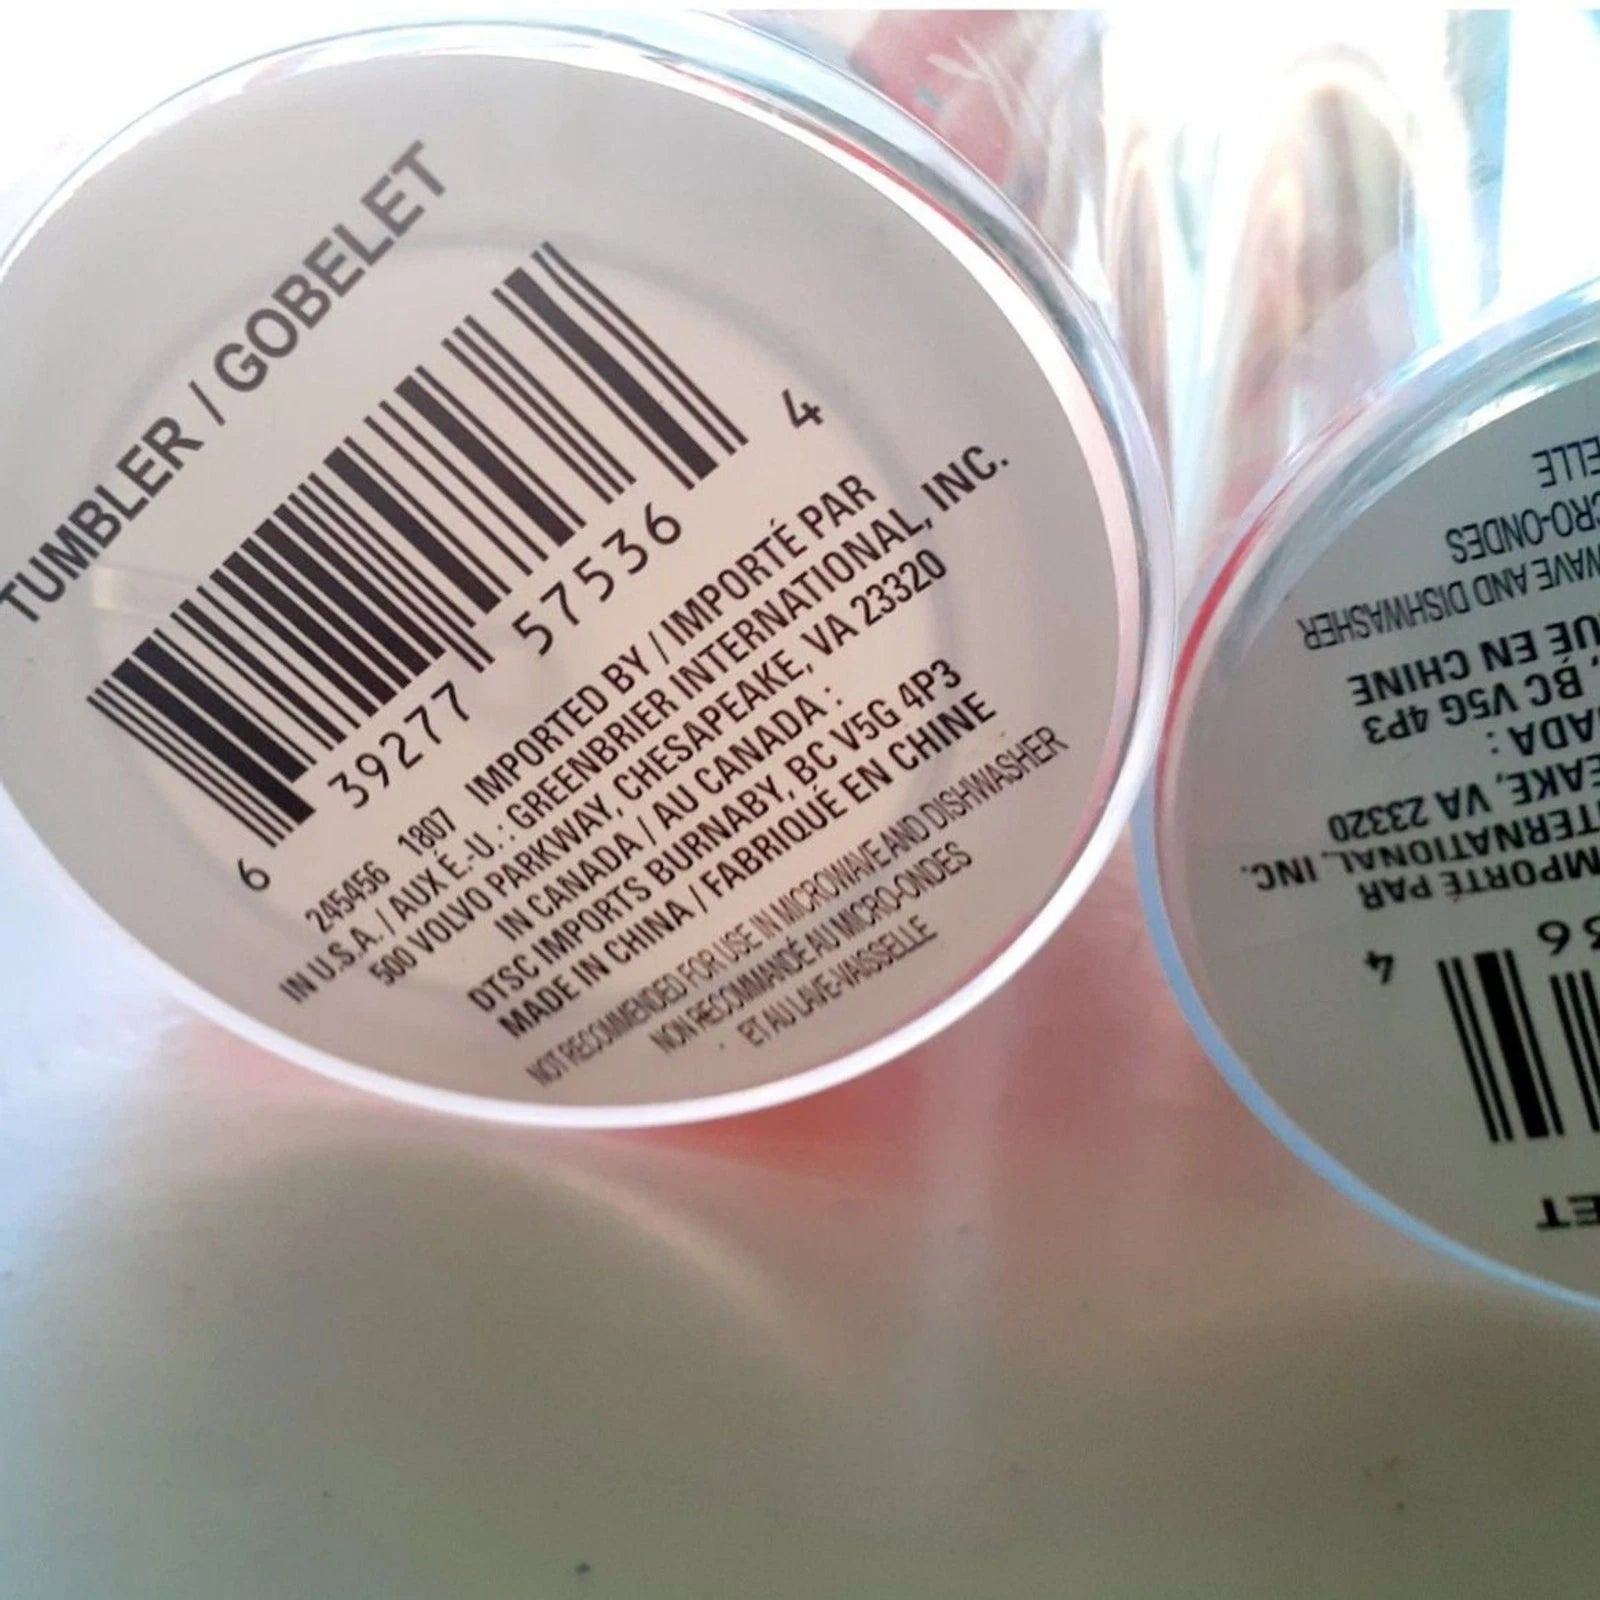 TUMBLER / GOBELET
6 39277 57536 4
245456 1807 IMPORTED BY / IMPORTÉ PAR
IN U.S.A. / AUX É.-U. : GREENBRIER INTERNATIONAL, INC.
500 VOLVO PARKWAY, CHESAPEAKE, VA 23320
IN CANADA / AU CANADA :
DTSC IMPORTS BURNABY, BC V5G 4P3
MADE IN CHINA / FABRIQUÉ EN CHINE
NOT RECOMMENDED FOR USE IN MICROWAVE AND DISHWASHER
NON RECOMMANDÉ AU MICRO-ONDES
ET AU LAVE-VAISSELLE
ET
36 4
MPORTÉ PAR
TERNATIONAL, INC.
EAKE, VA 23320
ADA :
, BC V5G 4P3
UÉ EN CHINE
WAVE AND DISHWASHER
CRO-ONDES
ELLE